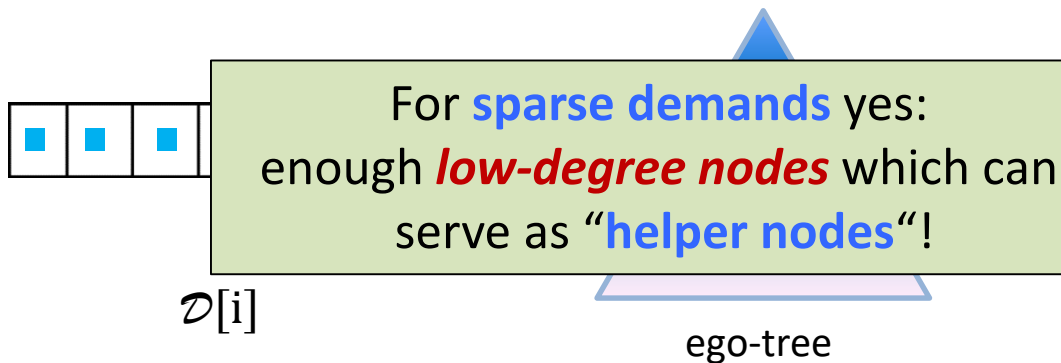 For sparse demands yes:
enough low-degree nodes which can
serve as “helper nodes“!
𝒟[i]
ego-tree